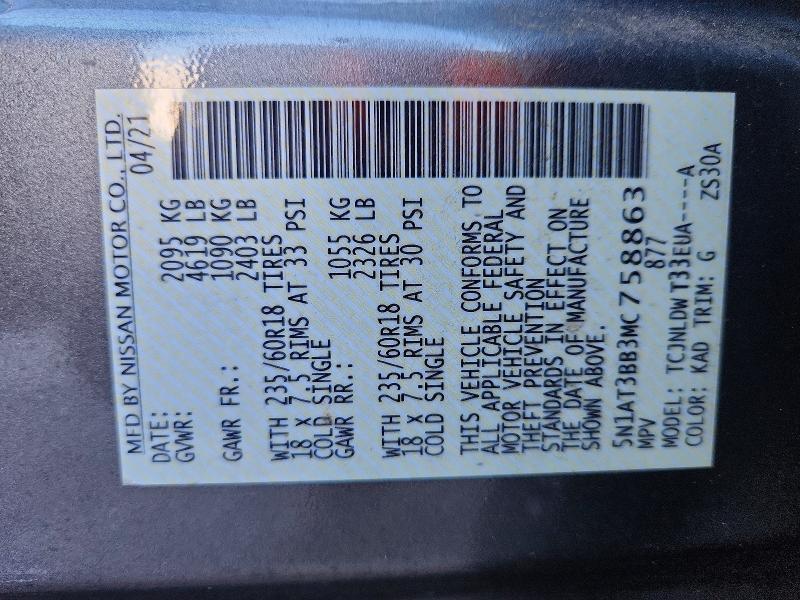 MFD BY NISSAN MOTOR CO., LTD.
DATE: 04/21
GVWR: 2095 KG
4619 LB
GAWR FR.: 1090 KG
2403 LB
WITH 235/60R18 TIRES
18 X 7.5 RIMS AT 33 PSI
COLD SINGLE
GAWR RR.: 1055 KG
2326 LB
WITH 235/60R18 TIRES
18 X 7.5 RIMS AT 30 PSI
COLD SINGLE
THIS VEHICLE CONFORMS TO
ALL APPLICABLE FEDERAL
MOTOR VEHICLE SAFETY AND
THEFT PREVENTION
STANDARDS IN EFFECT ON
THE DATE OF MANUFACTURE
SHOWN ABOVE.
5N1AT3BB3MC758863
MPV 877
MODEL: TCJNLDWT33EUA----A
COLOR: KAD TRIM: G ZS30A